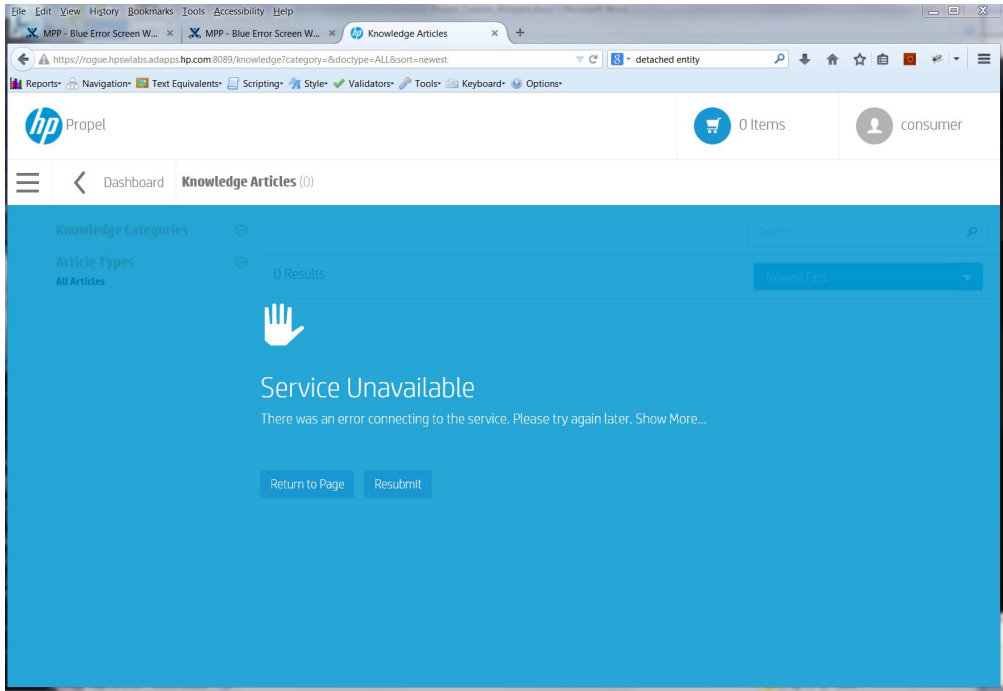 File Edit View History Bookmarks Tools Accessibility Help
MPP - Blue Error Screen W... × MPP - Blue Error Screen W... × Knowledge Articles × +
https://rogue.hpswlabs.adapps.hp.com:8089/knowledge?category=&doctype=ALL&sort=newest detached entity
Reports Navigation Text Equivalents Scripting Style Validators Tools Keyboard Options
hp Propel 0 Items consumer
Dashboard Knowledge Articles (0)
Knowledge Categories Search
Article Types
All Articles 0 Results Newest First
Service Unavailable
There was an error connecting to the service. Please try again later. Show More...
Return to Page Resubmit